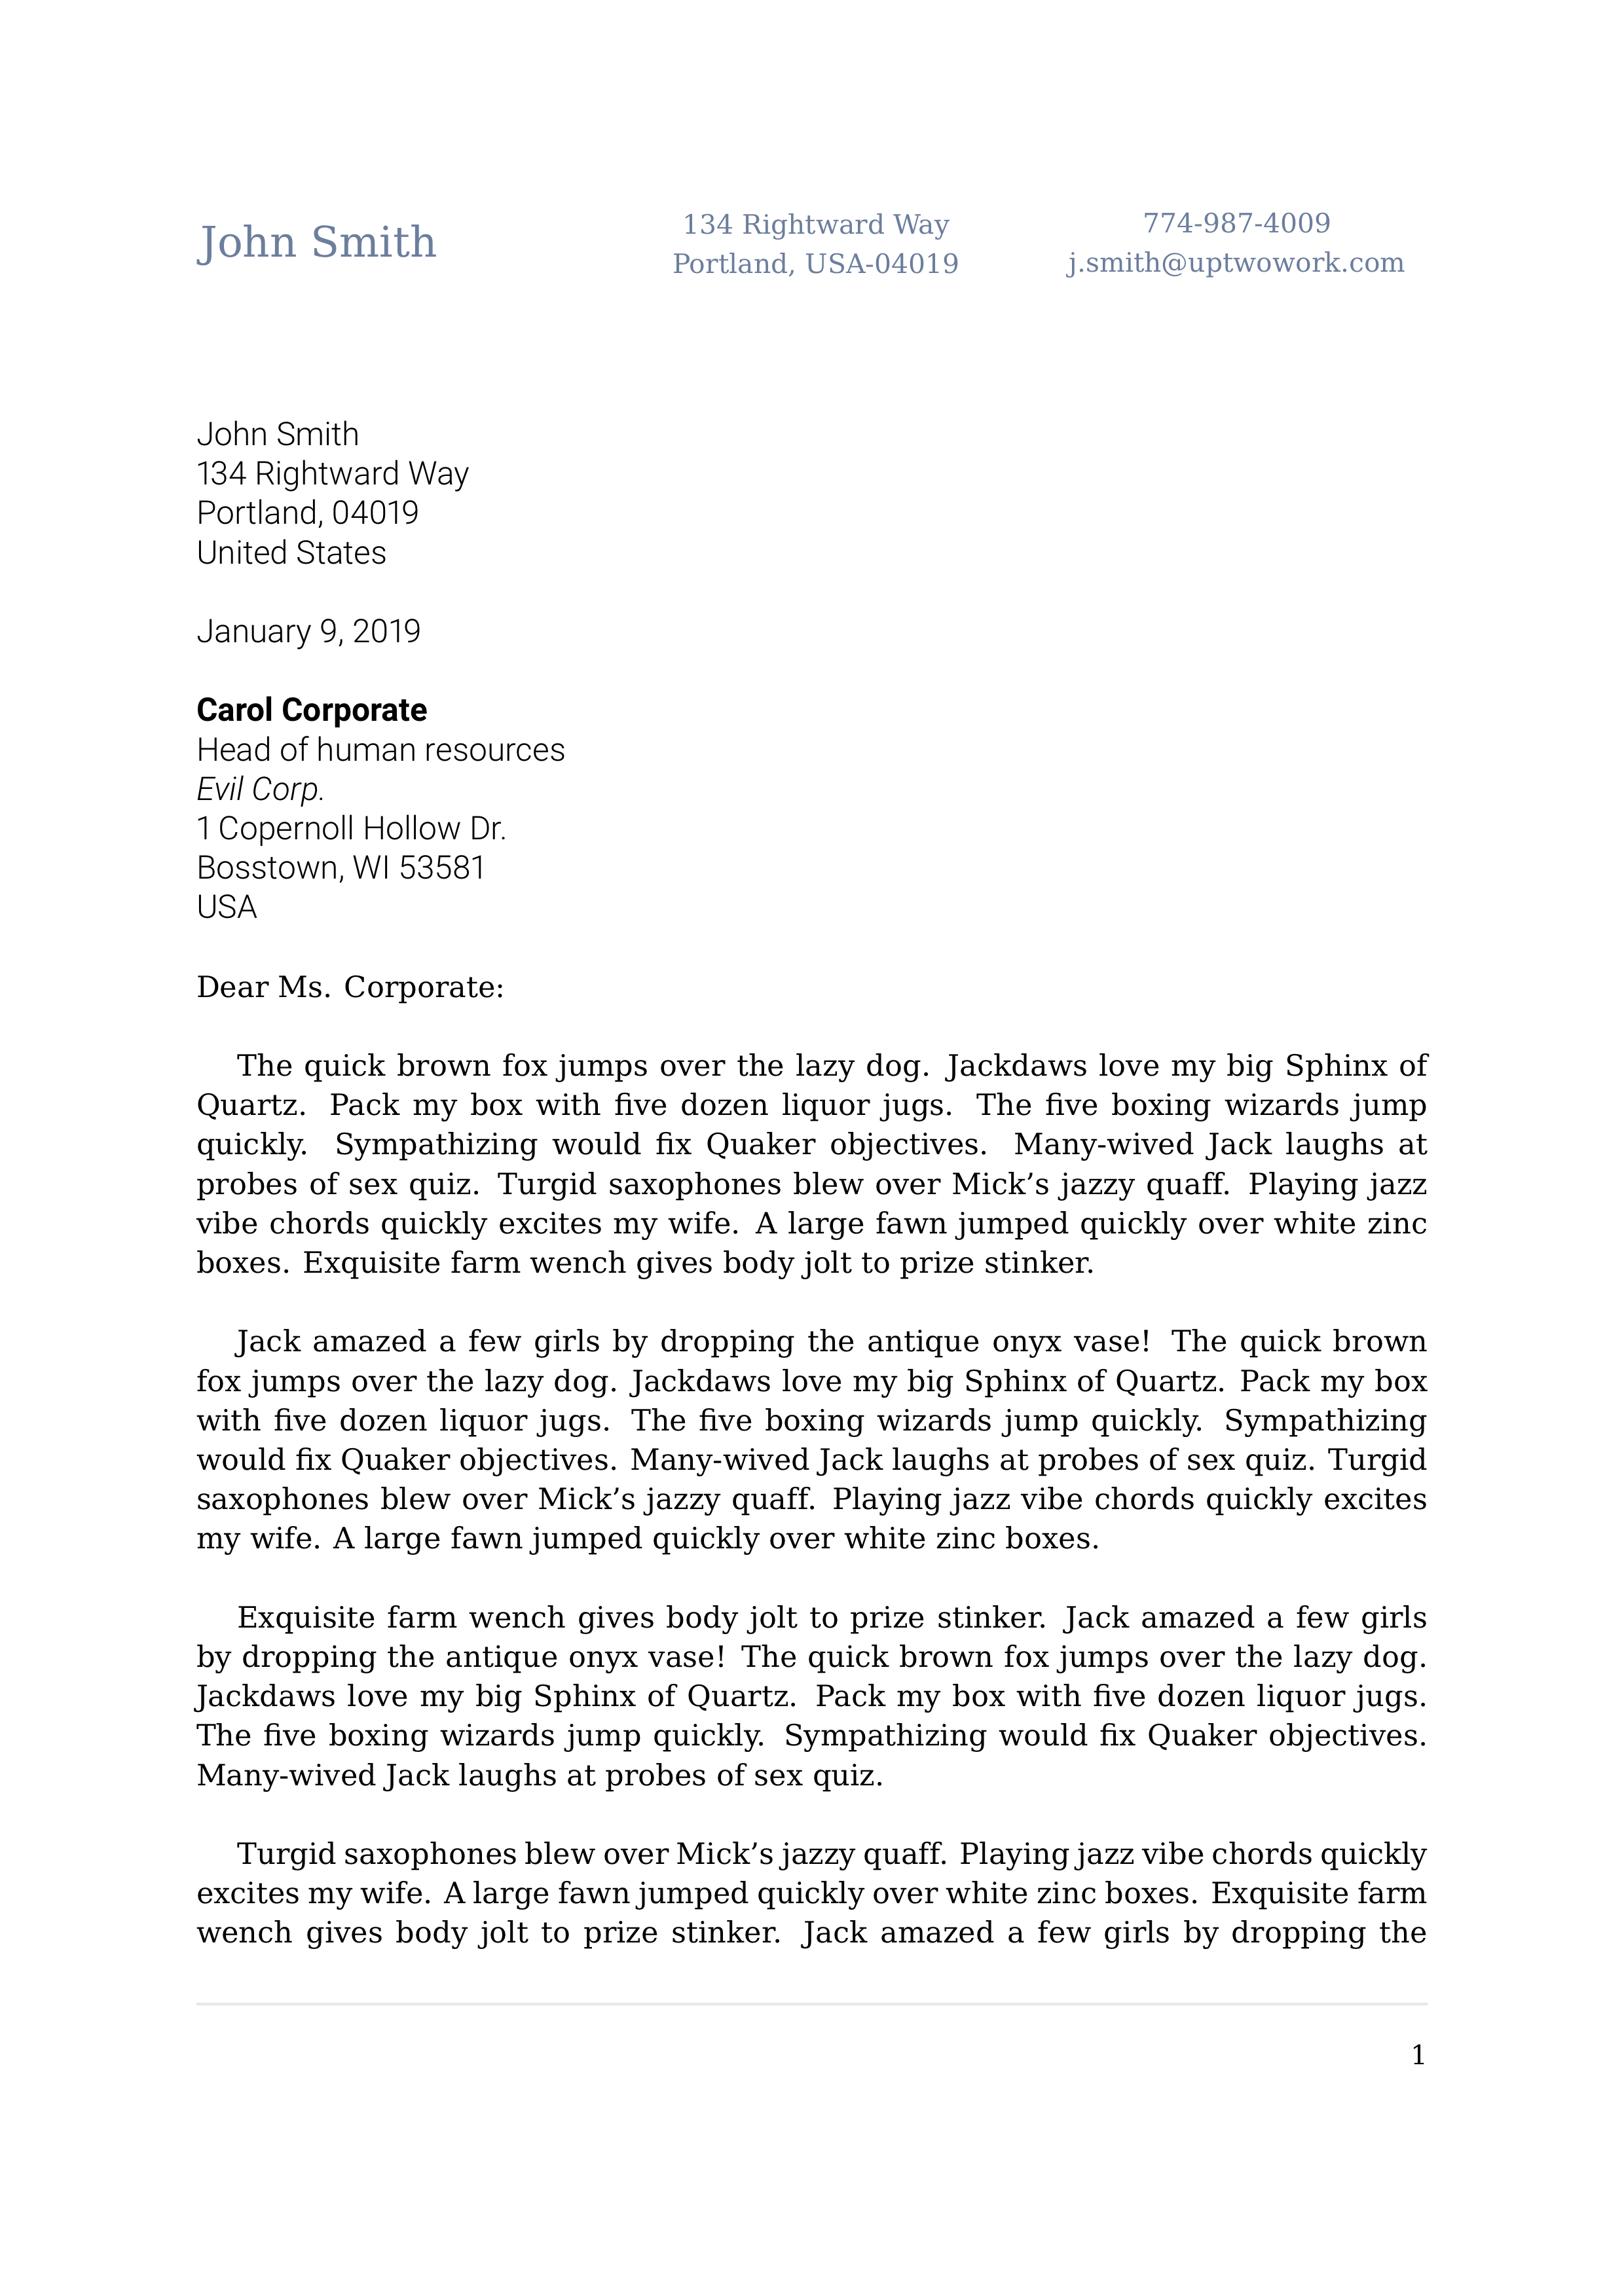 John Smith
134 Rightward Way
Portland, USA-04019
774-987-4009
j.smith@uptwowork.com
John Smith
134 Rightward Way
Portland, 04019
United States
January 9, 2019
Carol Corporate
Head of human resources
Evil Corp.
1 Copernoll Hollow Dr.
Bosstown, WI 53581
USA
Dear Ms. Corporate:
The quick brown fox jumps over the lazy dog. Jackdaws love my big Sphinx of
Quartz. Pack my box with five dozen liquor jugs. The five boxing wizards jump
quickly. Sympathizing would fix Quaker objectives. Many-wived Jack laughs at
probes of sex quiz. Turgid saxophones blew over Mick’s jazzy quaff. Playing jazz
vibe chords quickly excites my wife. A large fawn jumped quickly over white zinc
boxes. Exquisite farm wench gives body jolt to prize stinker.
Jack amazed a few girls by dropping the antique onyx vase! The quick brown
fox jumps over the lazy dog. Jackdaws love my big Sphinx of Quartz. Pack my box
with five dozen liquor jugs. The five boxing wizards jump quickly. Sympathizing
would fix Quaker objectives. Many-wived Jack laughs at probes of sex quiz. Turgid
saxophones blew over Mick’s jazzy quaff. Playing jazz vibe chords quickly excites
my wife. A large fawn jumped quickly over white zinc boxes.
Exquisite farm wench gives body jolt to prize stinker. Jack amazed a few girls
by dropping the antique onyx vase! The quick brown fox jumps over the lazy dog.
Jackdaws love my big Sphinx of Quartz. Pack my box with five dozen liquor jugs.
The five boxing wizards jump quickly. Sympathizing would fix Quaker objectives.
Many-wived Jack laughs at probes of sex quiz.
Turgid saxophones blew over Mick’s jazzy quaff. Playing jazz vibe chords quickly
excites my wife. A large fawn jumped quickly over white zinc boxes. Exquisite farm
wench gives body jolt to prize stinker. Jack amazed a few girls by dropping the
1